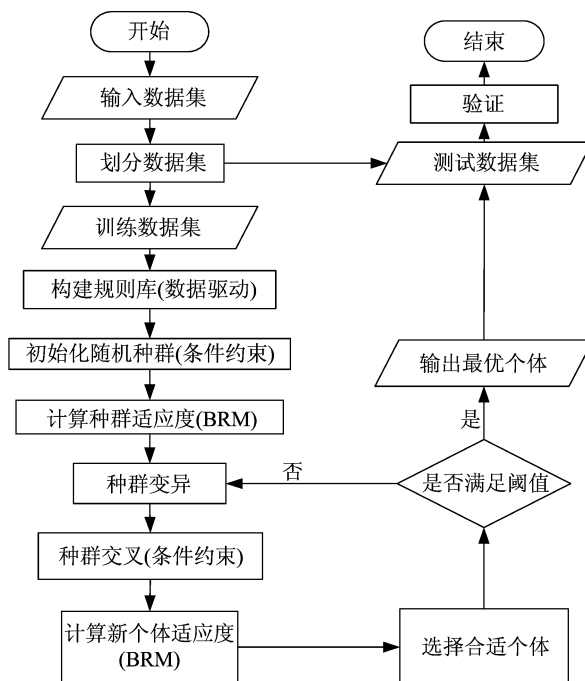 开始
输入数据集
划分数据集
训练数据集
构建规则库(数据驱动)
初始化随机种群(条件约束)
计算种群适应度(BRM)
种群变异
种群交叉(条件约束)
计算新个体适应度
(BRM)
选择合适个体
是否满足阈值
否
是
输出最优个体
测试数据集
验证
结束